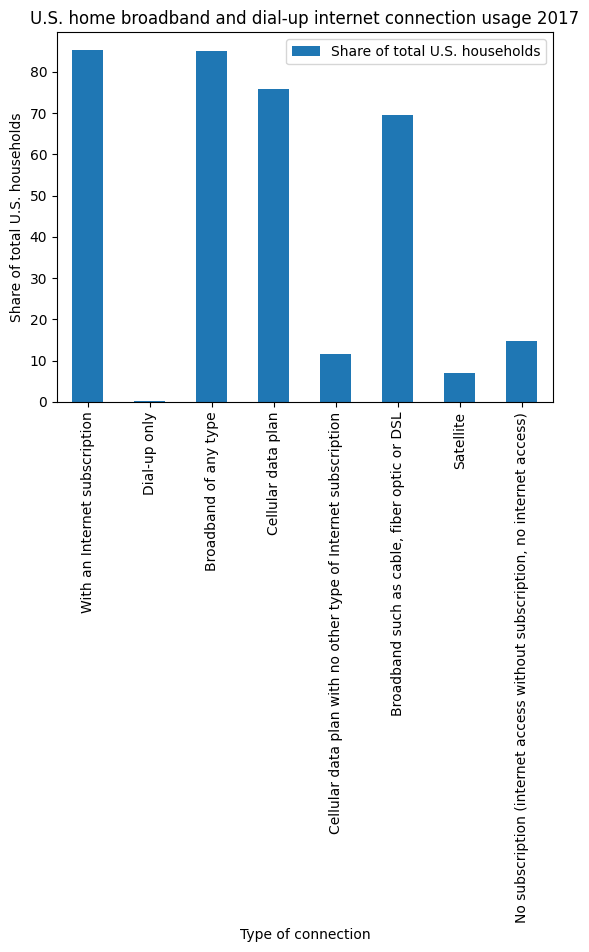 U.S. home broadband and dial-up internet connection usage 2017
Share of total U.S. households
Share of total U.S. households
80
70
60
50
40
30
20
10
0
With an Internet subscription
Dial-up only
Broadband of any type
Cellular data plan
Cellular data plan with no other type of Internet subscription
Broadband such as cable, fiber optic or DSL
Satellite
No subscription (internet access without subscription, no internet access)
Type of connection